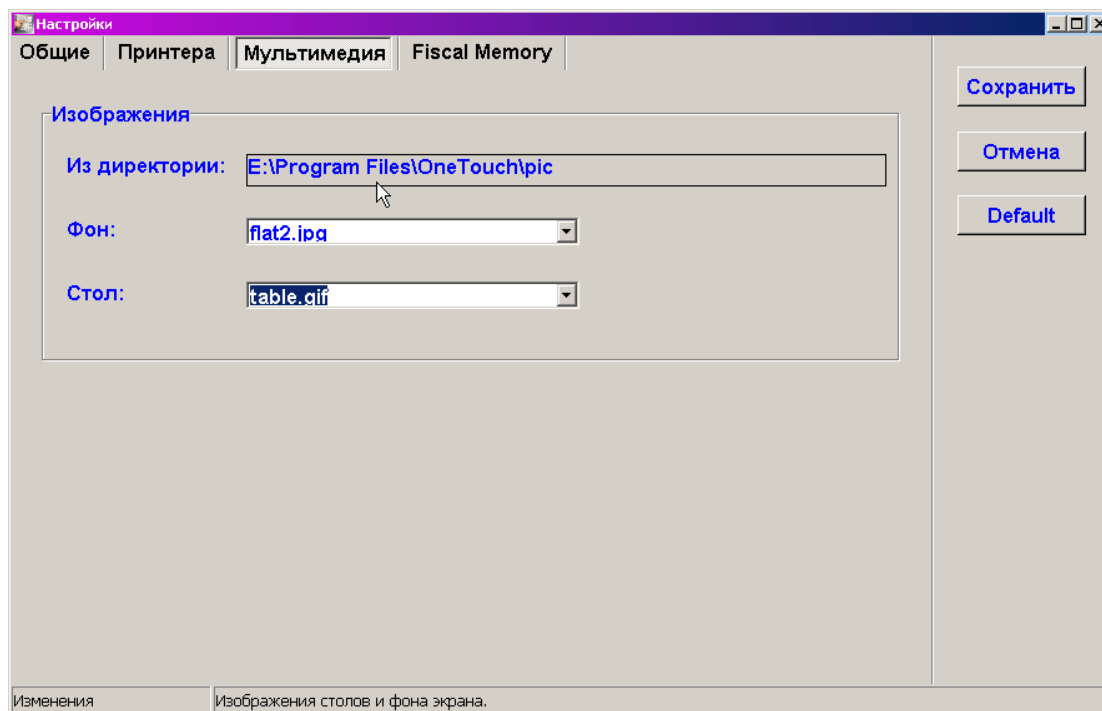 Настройки
Общие Принтера Мультимедия Fiscal Memory
Сохранить
Отмена
Default
Изображения
Из директории: E:\Program Files\OneTouch\pic
Фон: flat2.jpg
Стол: table.gif
Изменения Изображения столов и фона экрана.